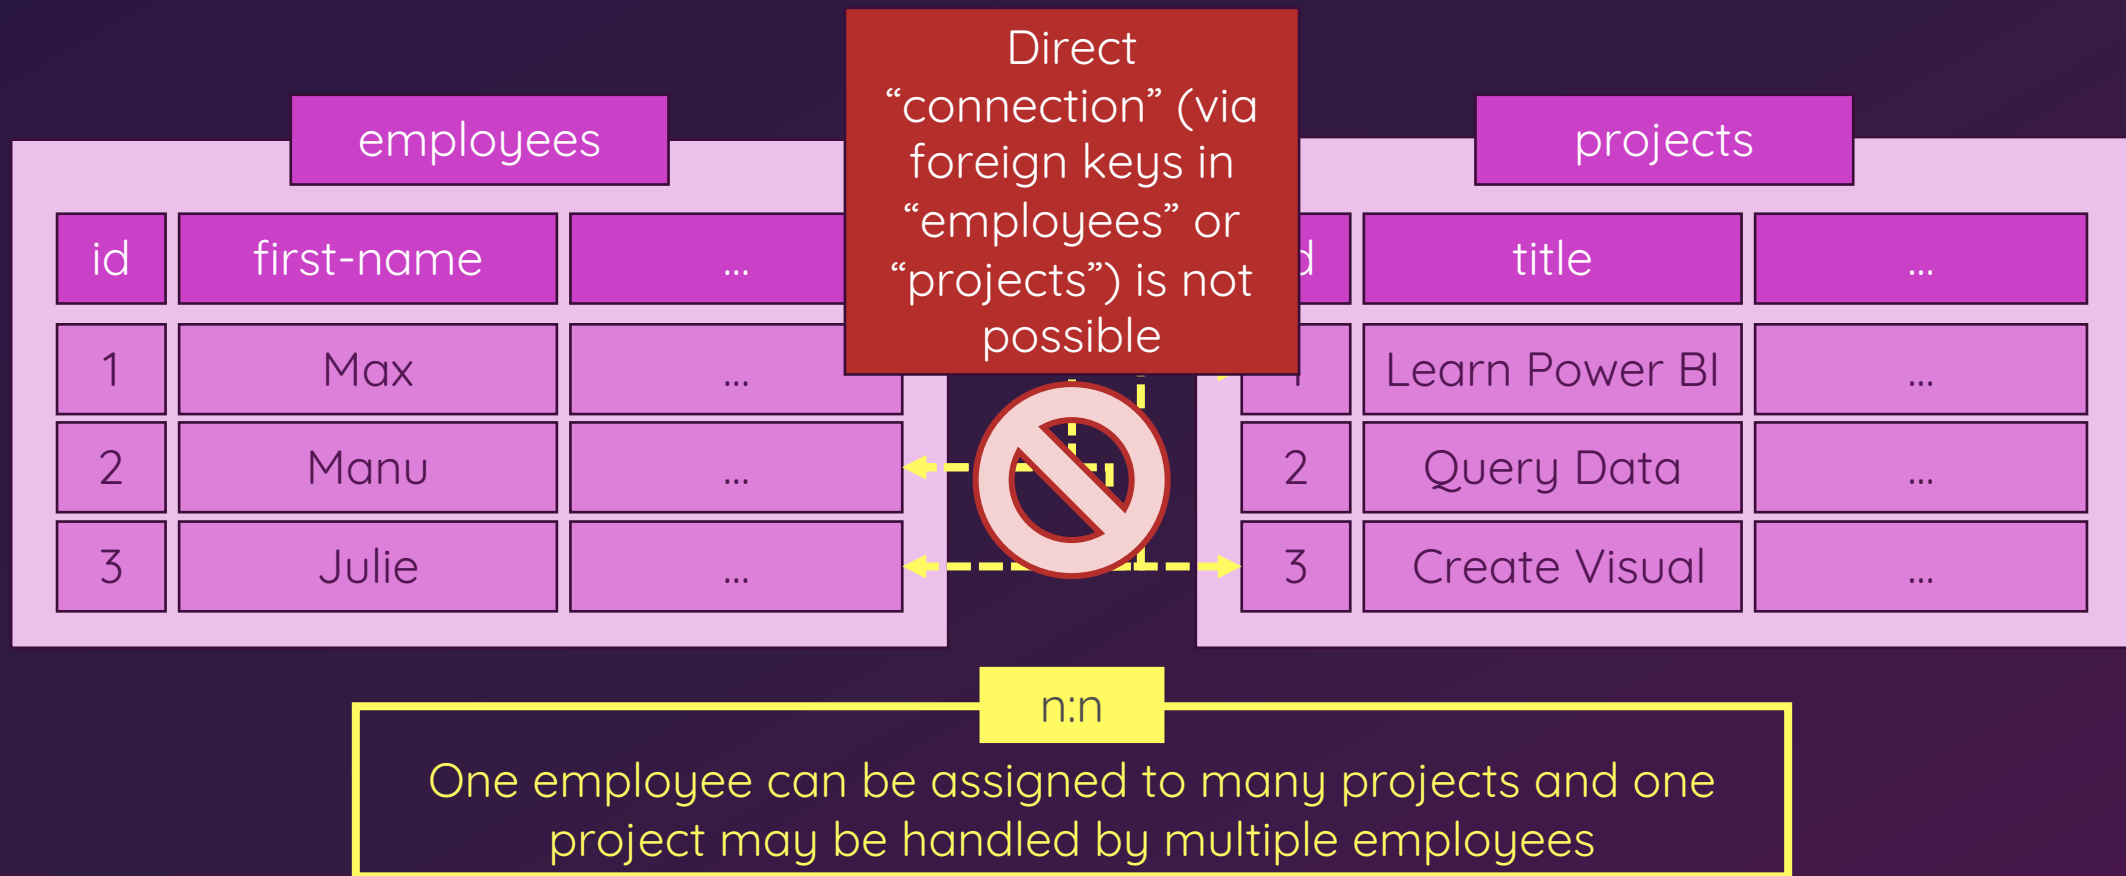 Direct
“connection” (via
foreign keys in
“employees” or
“projects”) is not
possible
employees
id first-name ...
1 Max ...
2 Manu ...
3 Julie ...
projects
d title ...
1 Learn Power BI ...
2 Query Data ...
3 Create Visual ...
n:n
One employee can be assigned to many projects and one
project may be handled by multiple employees